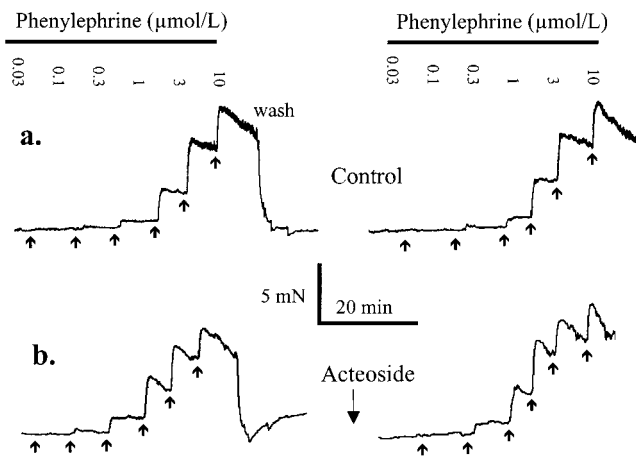 Phenylephrine (µmol/L) Phenylephrine (µmol/L)
0.03 0.1 0.3 1 3 10 0.03 0.1 0.3 1 3 10
wash
a.
Control
5 mN 20 min
b.
Acteoside